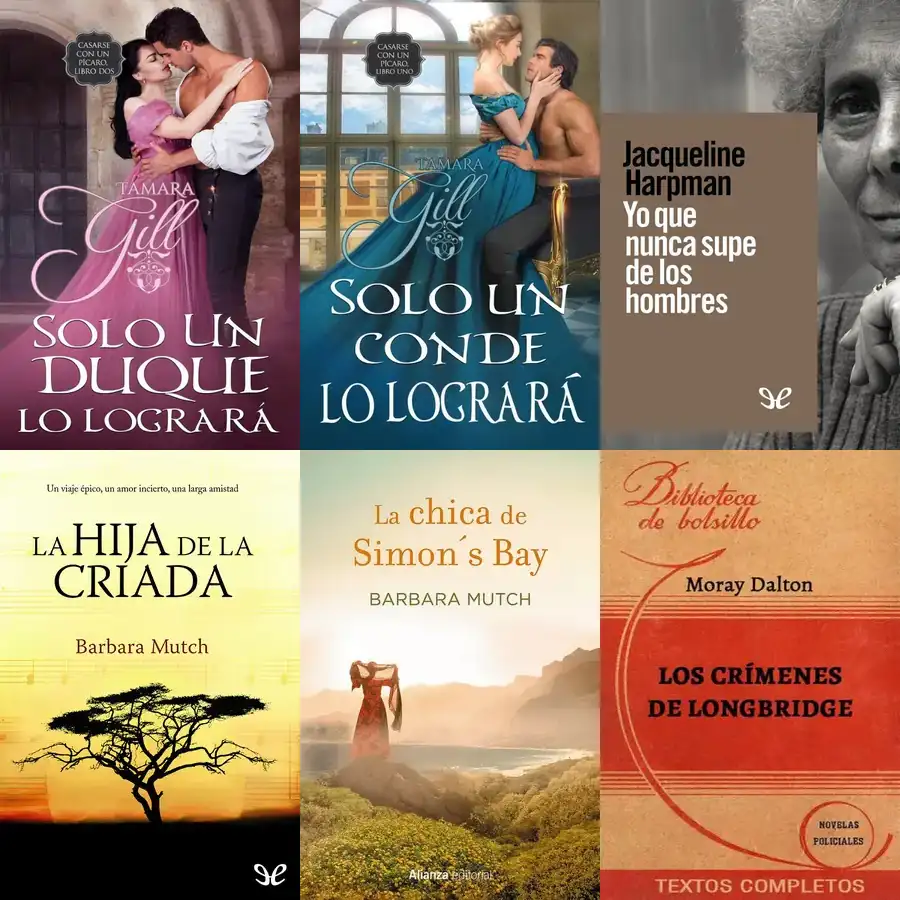 CASARSE
CON UN
PÍCARO,
LIBRO DOS
TAMARA
Gill
SOLO UN
DUQUE
LO LOGRARÁ
CASARSE
CON UN
PÍCARO,
LIBRO UNO
TAMARA
Gill
SOLO UN
CONDE
LO LOGRARÁ
Jacqueline
Harpman
Yo que
nunca supe
de los
hombres
Un viaje épico, un amor incierto, una larga amistad
LA HIJA DE LA
CRIADA
Barbara Mutch
La chica de
Simon´s Bay
BARBARA MUTCH
Alianza editorial
Biblioteca
de bolsillo
Moray Dalton
LOS CRÍMENES
DE LONGBRIDGE
NOVELAS
POLICIALES
TEXTOS COMPLETOS